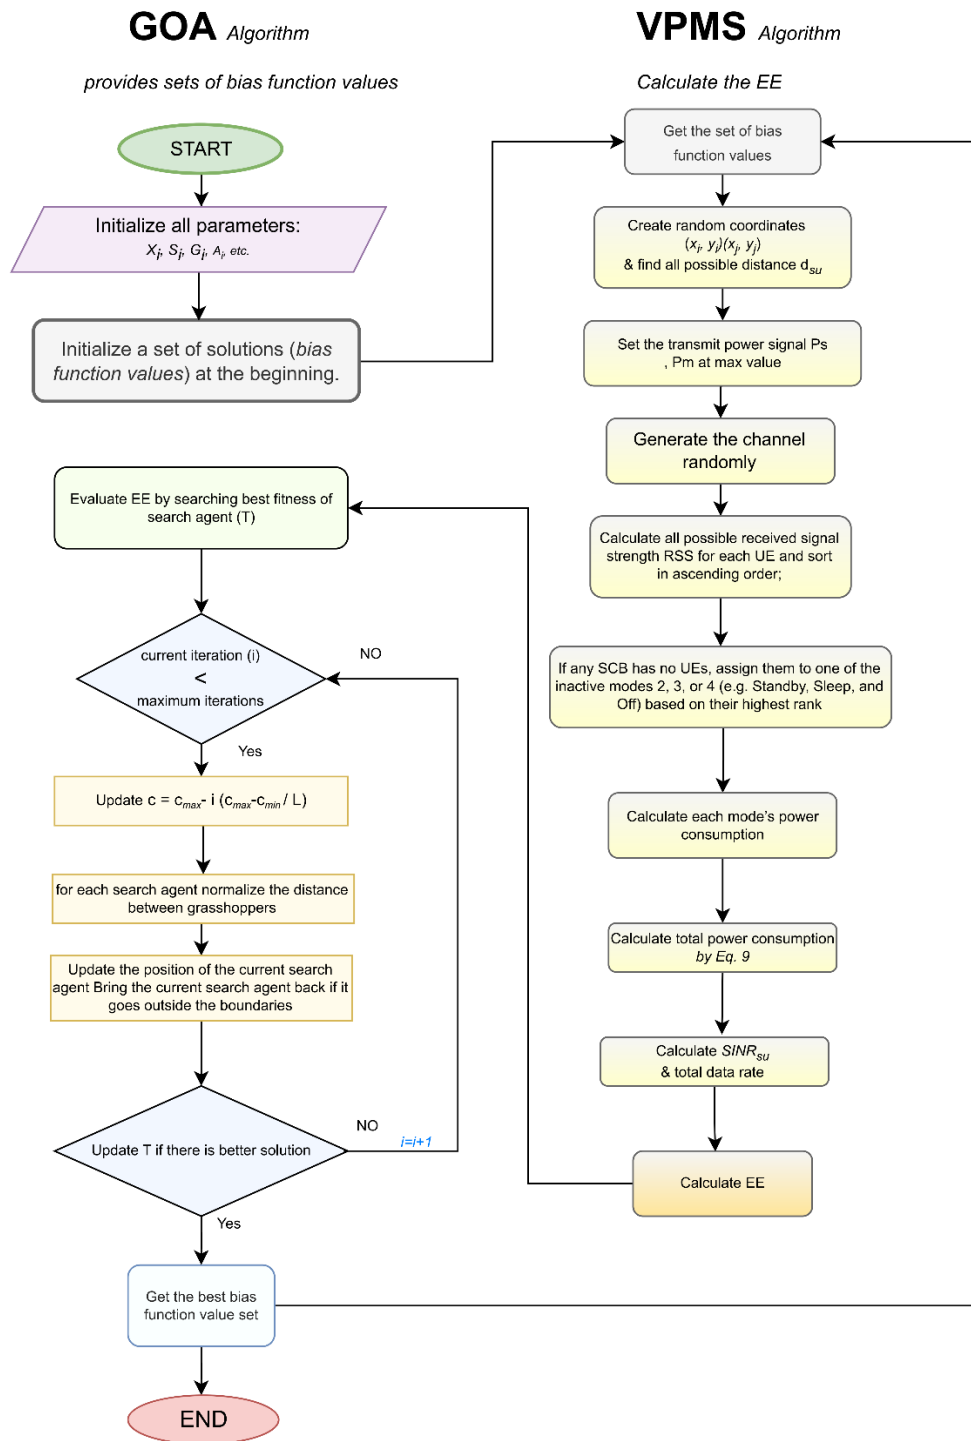 GOA Algorithm
provides sets of bias function values
START
Initialize all parameters:
Xi, Si, Gi, Ai, etc.
Initialize a set of solutions (bias
function values) at the beginning.
Evaluate EE by searching best fitness of
search agent (T)
current iteration (i)
<
maximum iterations
NO
Yes
Update c = cmax- i (cmax-cmin / L)
for each search agent normalize the distance
between grasshoppers
Update the position of the current search
agent Bring the current search agent back if it
goes outside the boundaries
Update T if there is better solution
NO
i=i+1
Yes
Get the best bias
function value set
END
VPMS Algorithm
Calculate the EE
Get the set of bias
function values
Create random coordinates
(xi, yi)(xj, yj)
& find all possible distance dsu
Set the transmit power signal Ps
, Pm at max value
Generate the channel
randomly
Calculate all possible received signal
strength RSS for each UE and sort
in ascending order;
If any SCB has no UEs, assign them to one of the
inactive modes 2, 3, or 4 (e.g. Standby, Sleep, and
Off) based on their highest rank
Calculate each mode's power
consumption
Calculate total power consumption
by Eq. 9
Calculate SINRsu
& total data rate
Calculate EE